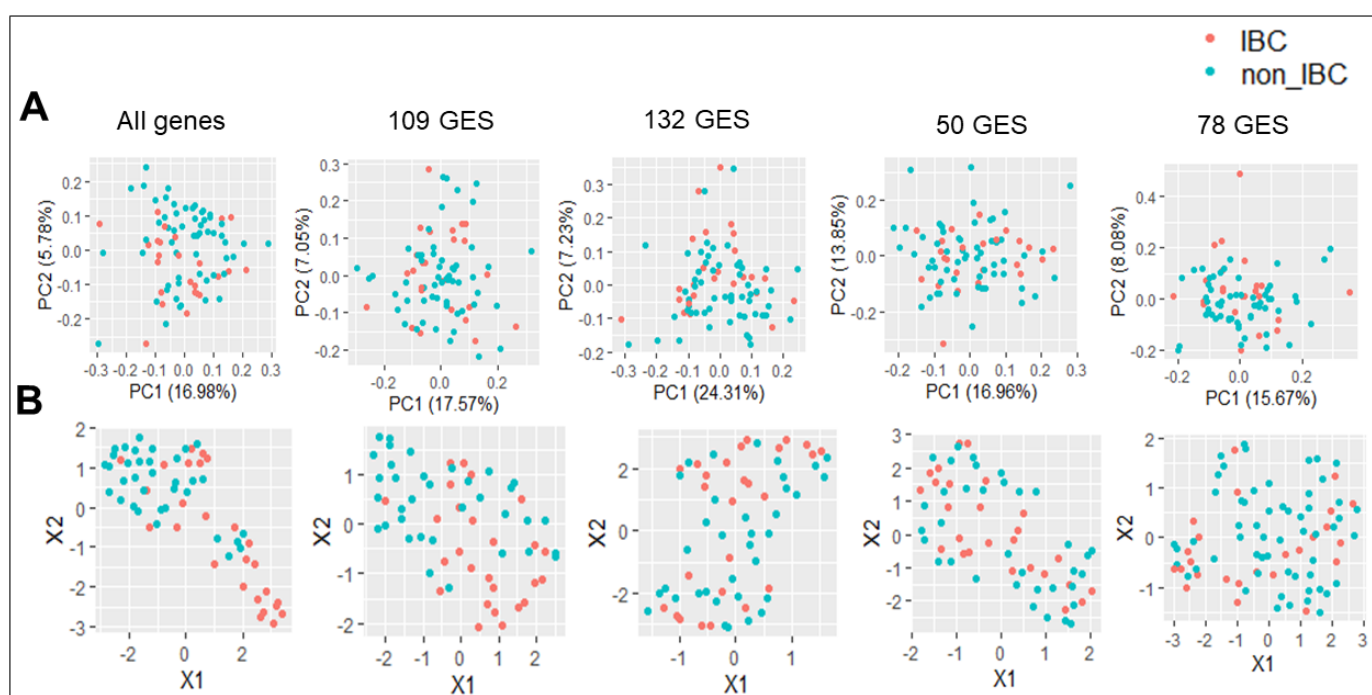 IBC
non_IBC
A
All genes
109 GES
132 GES
50 GES
78 GES
PC2 (5.78%)
0.2
0.1
0.0
-0.1
-0.2
-0.3 -0.2 -0.1 0.0 0.1 0.2 0.3
PC1 (16.98%)
PC2 (7.05%)
0.3
0.2
0.1
0.0
-0.1
-0.2
-0.2 0.0 0.2
PC1 (17.57%)
PC2 (7.23%)
0.3
0.2
0.1
0.0
-0.1
-0.2
-0.3 -0.2 -0.1 0.0 0.1 0.2
PC1 (24.31%)
PC2 (13.85%)
0.2
0.0
-0.2
-0.2 -0.1 0.0 0.1 0.2 0.3
PC1 (16.96%)
PC2 (8.08%)
0.4
0.2
0.0
-0.2
-0.2 0.0 0.2
PC1 (15.67%)
B
X2
2
1
0
-1
-2
-3
-2 0 2
X1
X2
1
0
-1
-2
-2 -1 0 1 2
X1
X2
2
0
-2
-1 0 1
X1
X2
3
2
1
0
-1
-2
-2 -1 0 1 2
X1
X2
2
1
0
-1
-3 -2 -1 0 1 2 3
X1